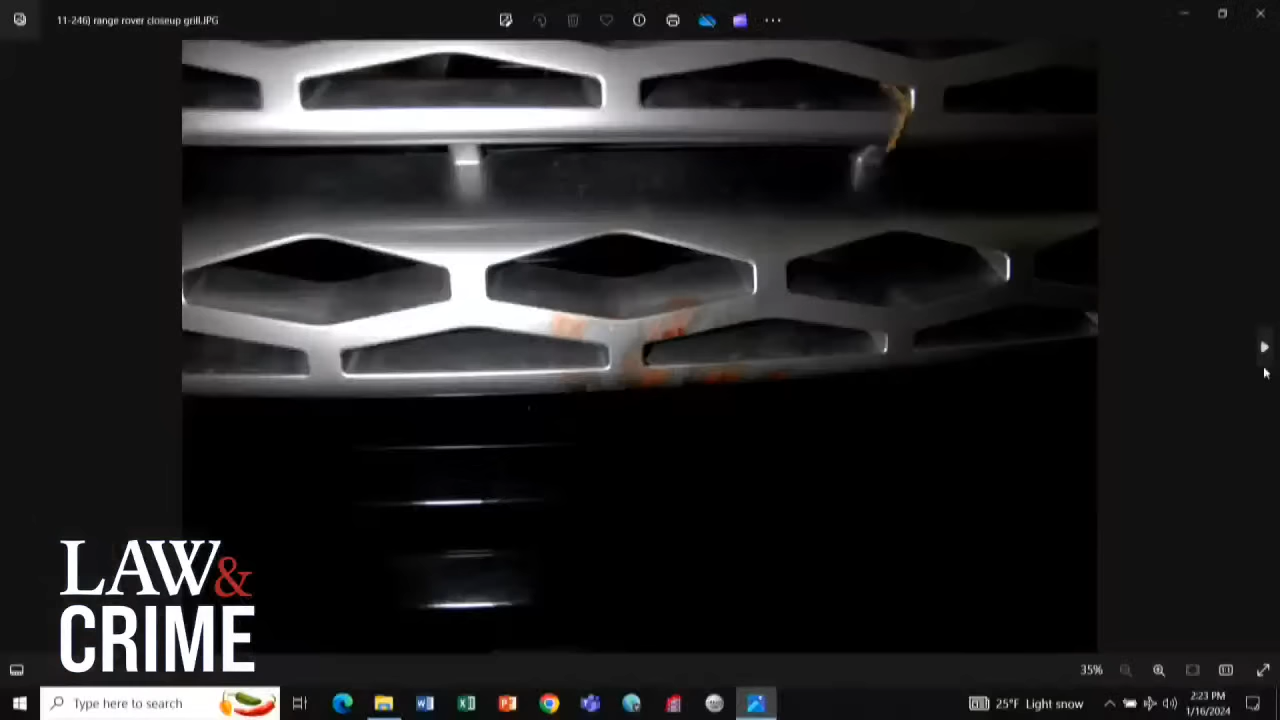 11-246) range rover closeup grill.JPG
LAW&
CRIME
35%
Type here to search
25°F Light snow
2:23 PM
1/16/2024